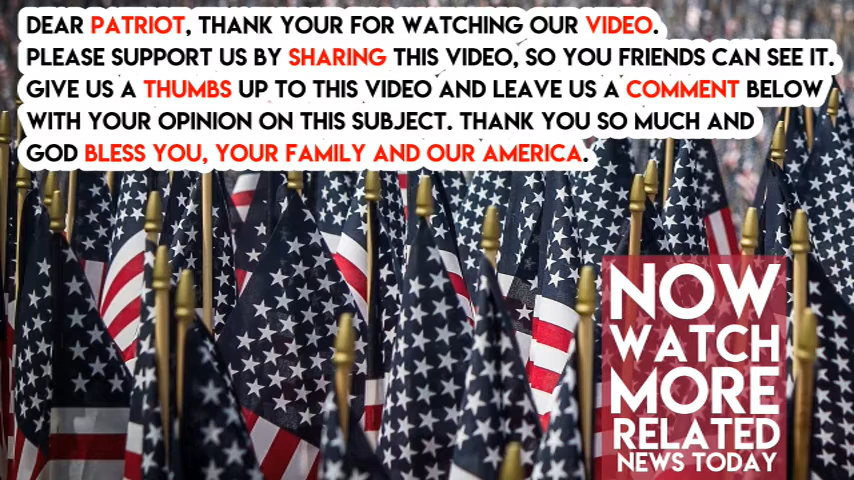 DEAR PATRIOT, THANK YOUR FOR WATCHING OUR VIDEO.
PLEASE SUPPORT US BY SHARING THIS VIDEO, SO YOU FRIENDS CAN SEE IT.
GIVE US A THUMBS UP TO THIS VIDEO AND LEAVE US A COMMENT BELOW
WITH YOUR OPINION ON THIS SUBJECT. THANK YOU SO MUCH AND
GOD BLESS YOU, YOUR FAMILY AND OUR AMERICA.
NOW
WATCH
MORE
RELATED
NEWS TODAY